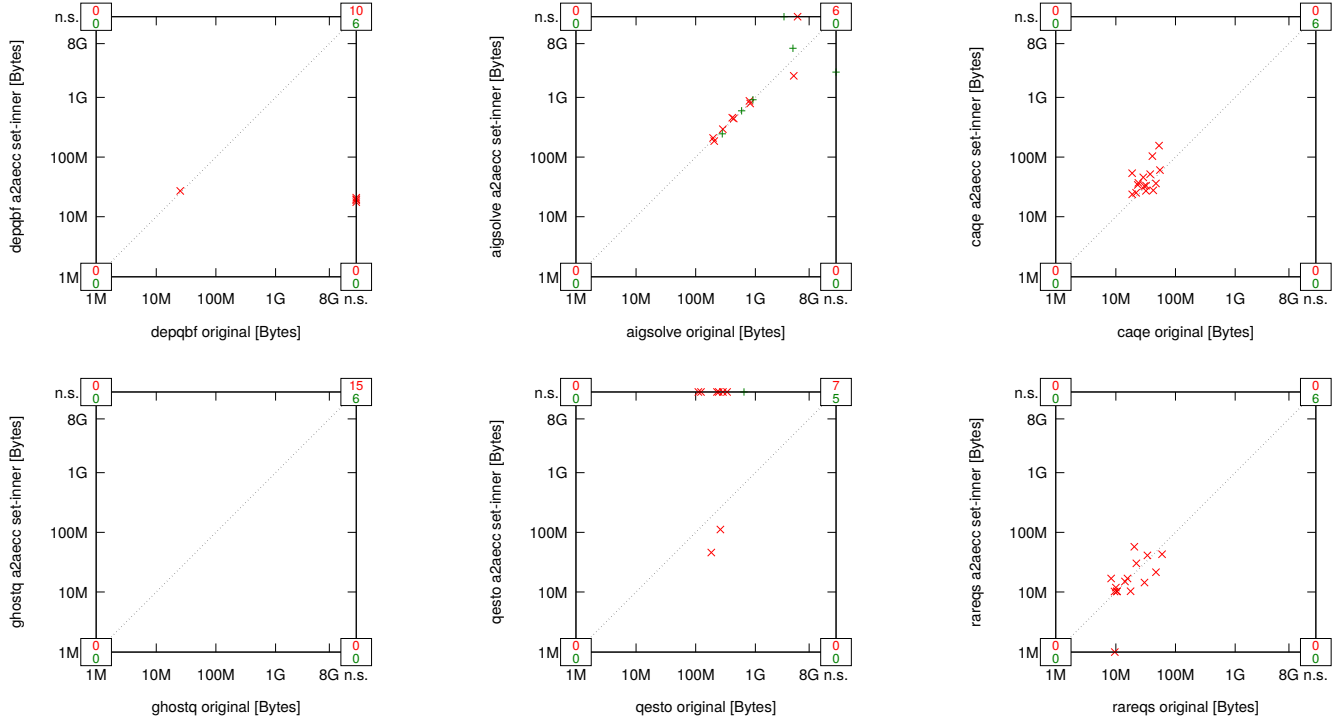 depqbf a2aecc set-inner [Bytes]
n.s.
8G
1G
100M
10M
1M
0
0
10
6
0
0
0
0
1M 10M 100M 1G 8G n.s.
depqbf original [Bytes]
aigsolve a2aecc set-inner [Bytes]
n.s.
8G
1G
100M
10M
1M
0
0
6
0
0
0
0
0
1M 10M 100M 1G 8G n.s.
aigsolve original [Bytes]
caqe a2aecc set-inner [Bytes]
n.s.
8G
1G
100M
10M
1M
0
0
0
6
0
0
0
0
1M 10M 100M 1G 8G n.s.
caqe original [Bytes]
ghostq a2aecc set-inner [Bytes]
n.s.
8G
1G
100M
10M
1M
0
0
15
6
0
0
0
0
1M 10M 100M 1G 8G n.s.
ghostq original [Bytes]
qesto a2aecc set-inner [Bytes]
n.s.
8G
1G
100M
10M
1M
0
0
7
5
0
0
0
0
1M 10M 100M 1G 8G n.s.
qesto original [Bytes]
rareqs a2aecc set-inner [Bytes]
n.s.
8G
1G
100M
10M
1M
0
0
0
6
0
0
0
0
1M 10M 100M 1G 8G n.s.
rareqs original [Bytes]